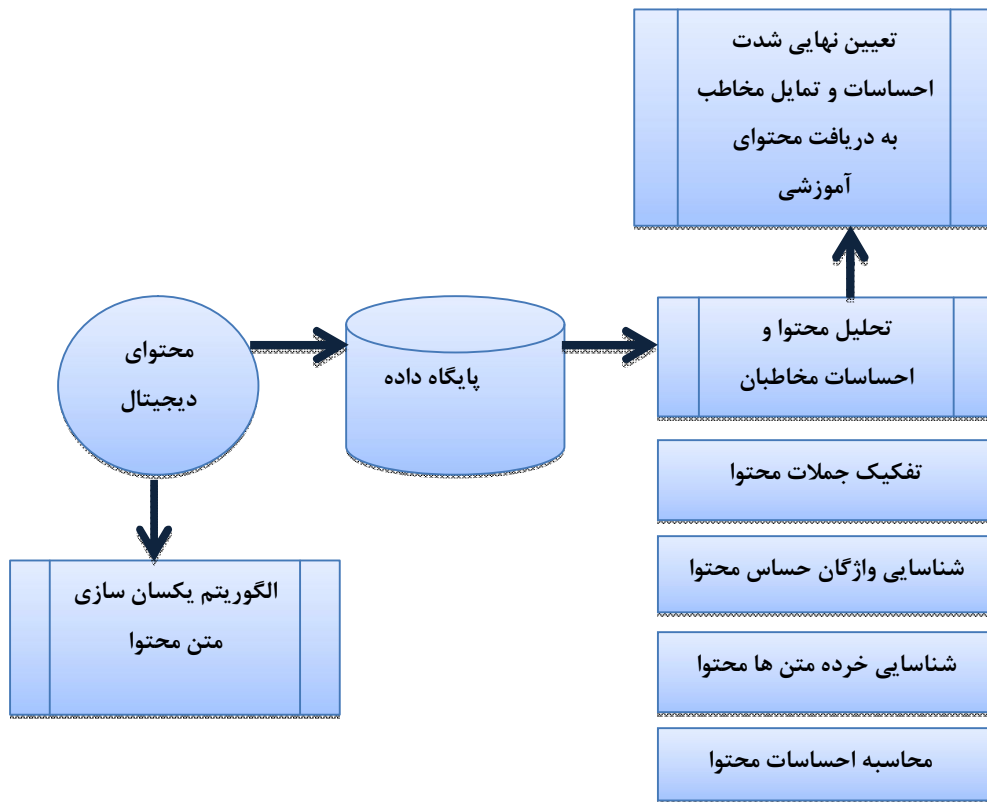 تعیین نهایی شدت
احساسات و تمایل مخاطب
به دریافت محتوای
آموزشی
تحلیل محتوا و
احساسات مخاطبان
پایگاه داده
محتوای
دیجیتال
تفکیک جملات محتوا
شناسایی واژگان حساس محتوا
الگوریتم یکسان سازی
متن محتوا
شناسایی خرده متن ها محتوا
محاسبه احساسات محتوا